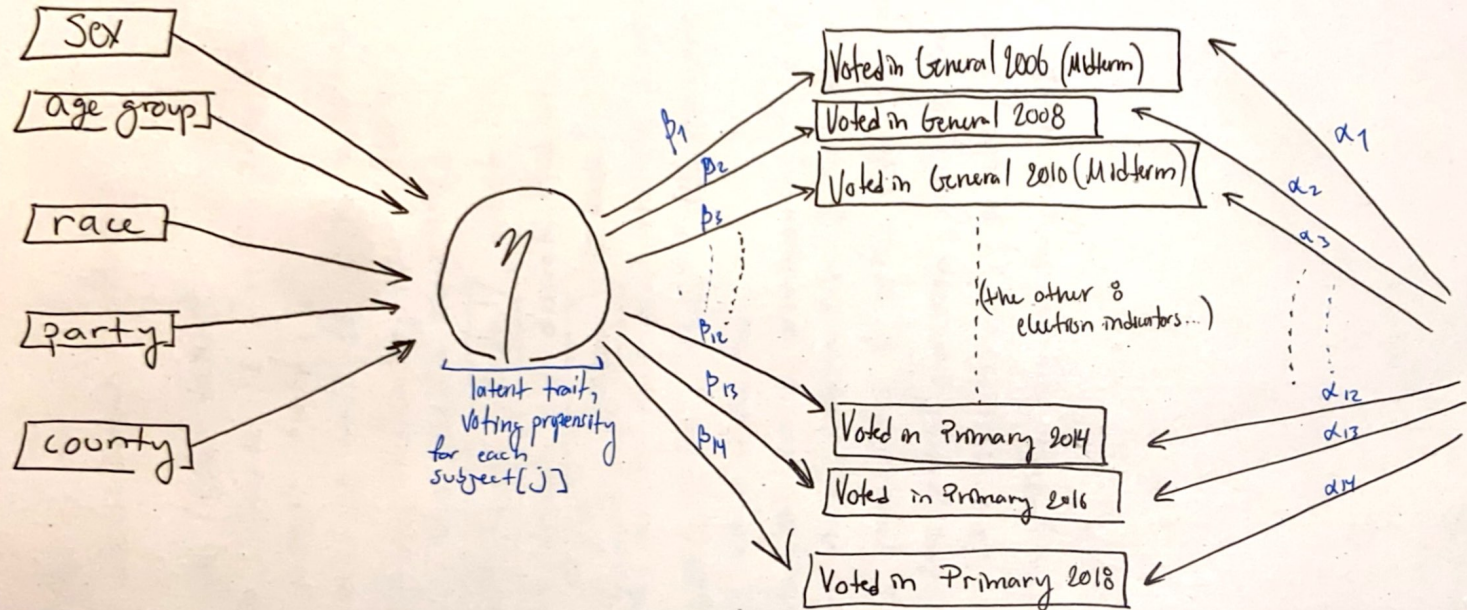 Sex
age group
race
party
county
η
latent trait,
voting propensity
for each
subject [j]
β1
β2
β3
β12
β13
β14
Voted in General 2006 (Midterm)
Voted in General 2008
Voted in General 2010 (Midterm)
(the other 8
election indicators...)
Voted in Primary 2014
Voted in Primary 2016
Voted in Primary 2018
α1
α2
α3
α12
α13
α14